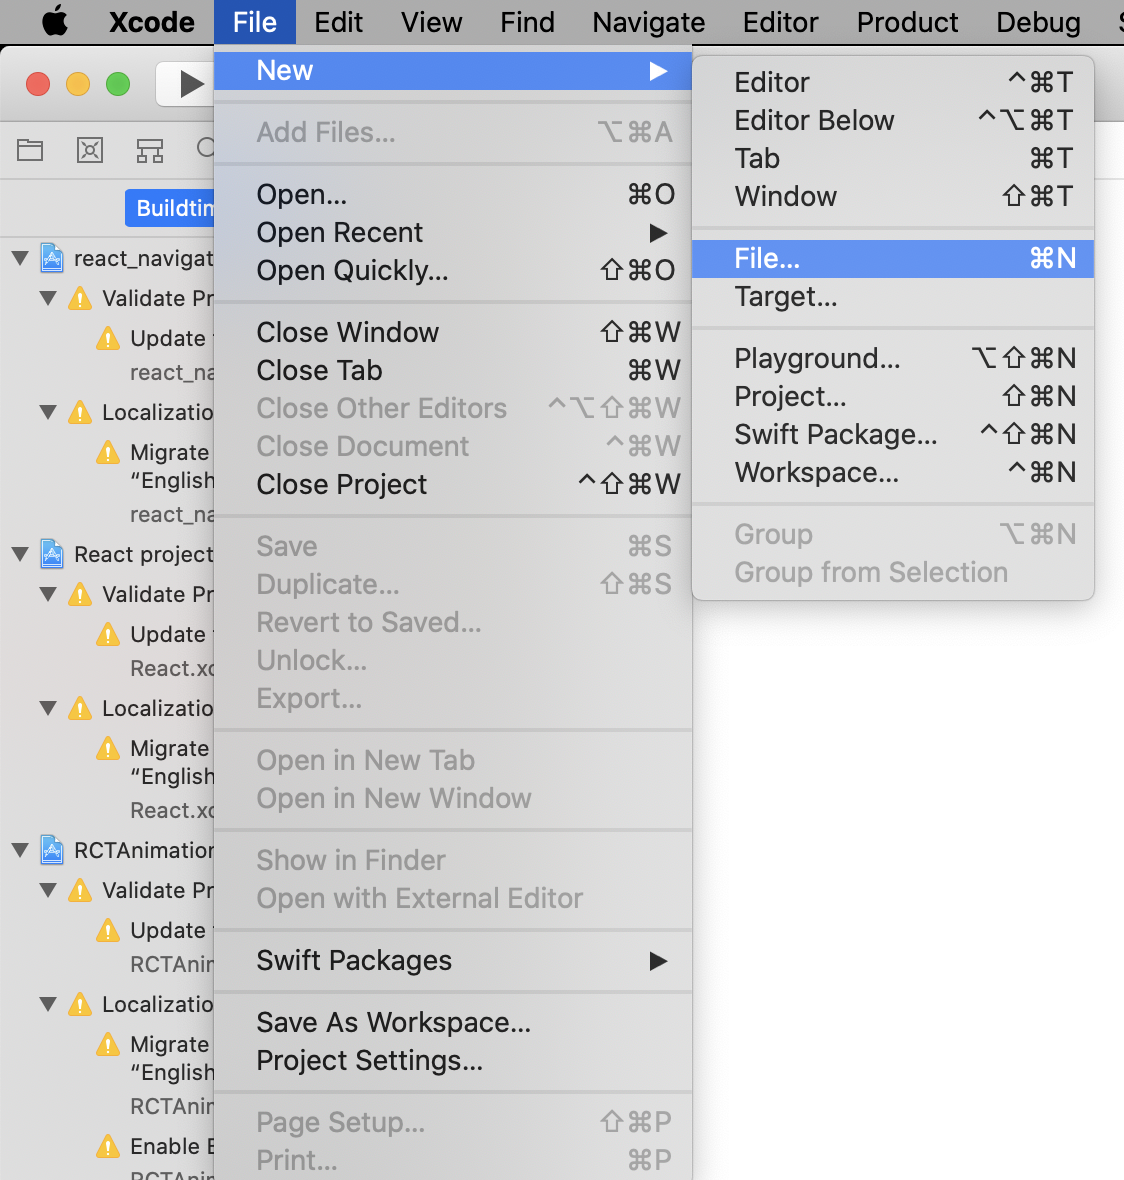 Xcode File Edit View Find Navigate Editor Product Debug
New
Add Files... ⌥⌘A
Open... ⌘O
Open Recent
Open Quickly... ⇧⌘O
Close Window ⇧⌘W
Close Tab ⌘W
Close Other Editors ^⌥⇧⌘W
Close Document ^⌘W
Close Project ^⇧⌘W
Save ⌘S
Duplicate... ⇧⌘S
Revert to Saved...
Unlock...
Export...
Open in New Tab
Open in New Window
Show in Finder
Open with External Editor
Swift Packages
Save As Workspace...
Project Settings...
Page Setup... ⇧⌘P
Print... ⌘P
Editor ^⌘T
Editor Below ^⌥⌘T
Tab ⌘T
Window ⇧⌘T
File... ⌘N
Target...
Playground... ⌥⇧⌘N
Project... ⇧⌘N
Swift Package... ^⇧⌘N
Workspace... ^⌘N
Group ⌥⌘N
Group from Selection
Buildtim
react_navigat
Validate Pr
Update
react_na
Localizatio
Migrate
“English
react_na
React project
Validate Pr
Update
React.xc
Localizatio
Migrate
“English
React.xc
RCTAnimation
Validate Pr
Update
RCTAnim
Localizatio
Migrate
“English
RCTAnim
Enable B
RCTAnim